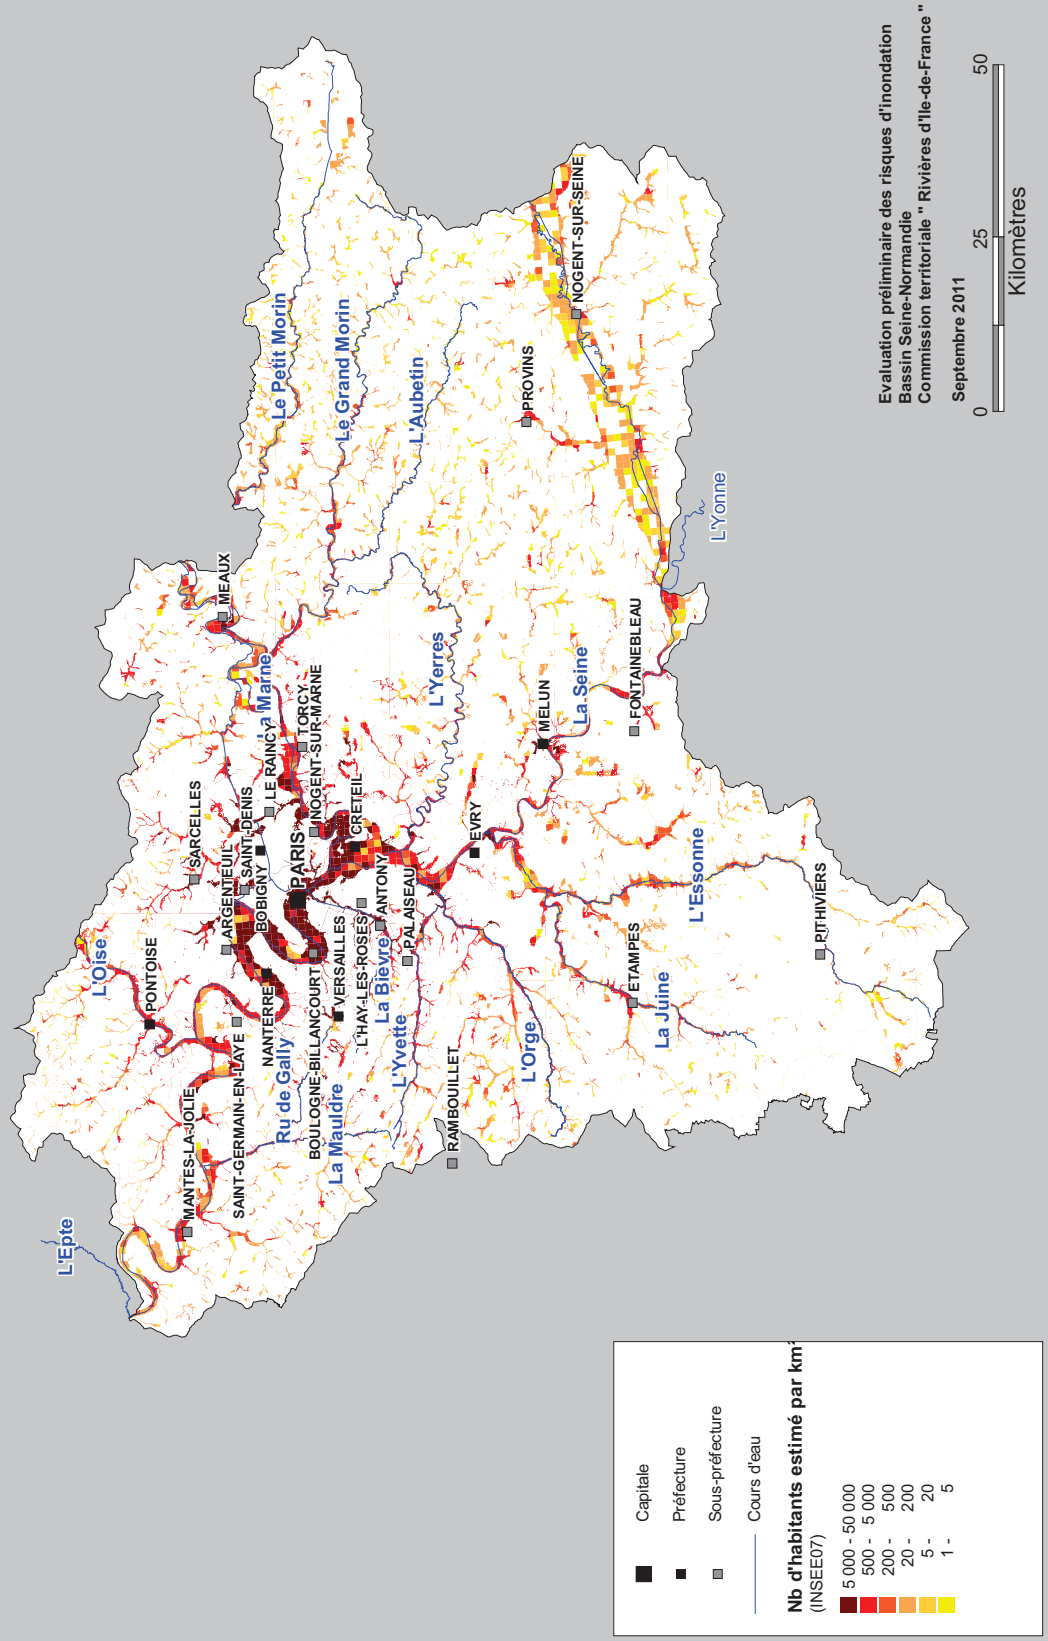 L'Epte
L'Oise
PONTOISE
MANTES-LA-JOLIE
SARCELLES
MEAUX
ARGENTEUIL
SAINT-DENIS
SAINT-GERMAIN-EN-LAYE
BOBIGNY
LE RAINCY
La Marne
NANTERRE
Ru de Gally
PARIS
TORCY
NOGENT-SUR-MARNE
BOULOGNE-BILLANCOURT
VERSAILLES
La Mauldre
CRETEIL
L'HAY-LES-ROSES
ANTONY
La Bièvre
PALAISEAU
L'Yvette
L'Yerres
RAMBOUILLET
EVRY
Le Petit Morin
Le Grand Morin
L'Aubetin
PROVINS
NOGENT-SUR-SEINE
L'Orge
MELUN
La Seine
FONTAINEBLEAU
L'Yonne
ETAMPES
La Juine
L'Essonne
PITHIVIERS
Evaluation préliminaire des risques d'inondation
Bassin Seine-Normandie
Commission territoriale " Rivières d'Ile-de-France "
Septembre 2011
0 25 50
Kilomètres
Capitale
Préfecture
Sous-préfecture
Cours d'eau
Nb d'habitants estimé par km²
(INSEE07)
5 000 - 50 000
500 - 5 000
200 - 500
20 - 200
5 - 20
1 - 5